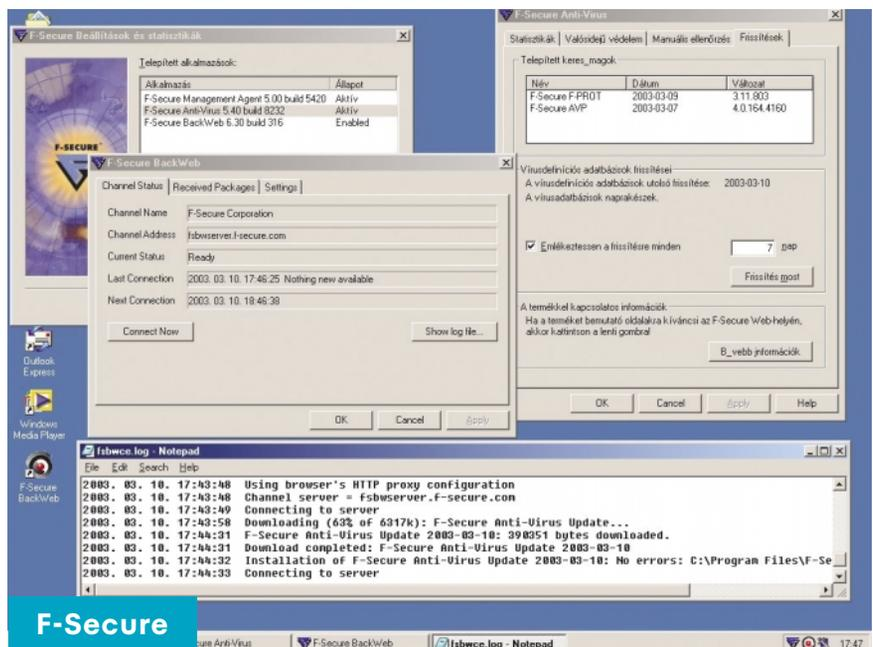 F-Secure Beállítások és statisztikák
Telepített alkalmazások:
Alkalmazás Állapot
F-Secure Management Agent 5.00 build 5420 Aktív
F-Secure Anti-Virus 5.40 build 8232 Aktív
F-Secure BackWeb 6.30 build 316 Enabled
F-SECURE
F-Secure Anti-Virus
Statisztikák Valósidejű védelem Manuális ellenőrzés Frissítések
Telepített keres_magok
Név Dátum Változat
F-Secure F-PROT 2003-03-09 3.11.803
F-Secure AVP 2003-03-07 4.0.164.4160
Vírusdefiníciós adatbázisok frissítései
A vírusdefiníciós adatbázisok utolsó frissítése: 2003-03-10
A vírusadatbázisok naprakészek.
Emlékeztessen a frissítésre minden 7 nap
Frissítés most
A termékkel kapcsolatos információk
Ha a terméket bemutató oldalakra kíváncsi az F-Secure Web-helyén,
akkor kattintson a lenti gombra!
B_vebb információk
OK Cancel Apply Help
F-Secure BackWeb
Channel Status Received Packages Settings
Channel Name F-Secure Corporation
Channel Address fsbwserver.f-secure.com
Current Status Ready
Last Connection 2003. 03. 10. 17:46:25 Nothing new available
Next Connection 2003. 03. 10. 18:46:38
Connect Now Show log file...
OK Cancel Apply
Outlook
Express
Windows
Media Player
F-Secure
BackWeb
fsbwce.log - Notepad
File Edit Search Help
2003. 03. 10. 17:43:48 Using browser's HTTP proxy configuration
2003. 03. 10. 17:43:48 Channel server = fsbwserver.f-secure.com
2003. 03. 10. 17:43:49 Connecting to server
2003. 03. 10. 17:43:58 Downloading (63% of 6317k): F-Secure Anti-Virus Update...
2003. 03. 10. 17:44:31 F-Secure Anti-Virus Update 2003-03-10: 390351 bytes downloaded.
2003. 03. 10. 17:44:31 Download completed: F-Secure Anti-Virus Update 2003-03-10
2003. 03. 10. 17:44:32 Installation of F-Secure Anti-Virus Update 2003-03-10: No errors: C:\Program Files\F-Se
2003. 03. 10. 17:44:33 Connecting to server
F-Secure
cure Anti-Virus F-Secure BackWeb fsbwce.log - Notepad 17:47